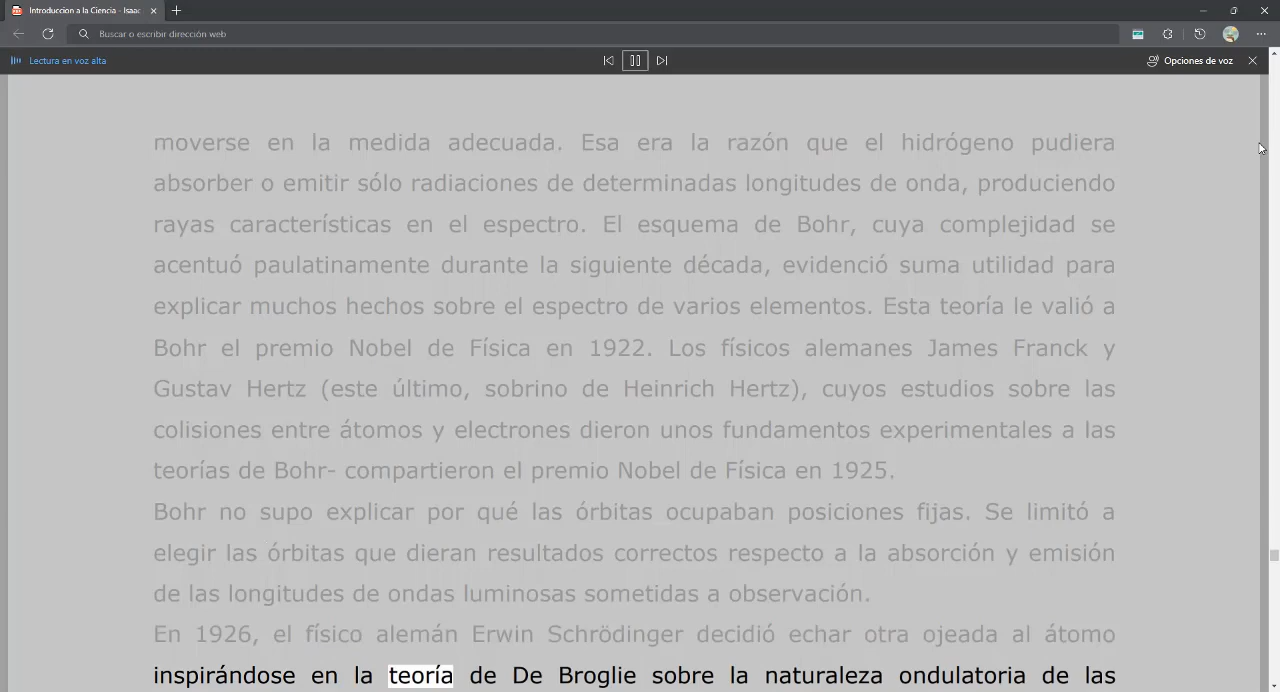 Introduccion a la Ciencia - Isaac
Buscar o escribir dirección web
Lectura en voz alta
Opciones de voz
moverse en la medida adecuada. Esa era la razón que el hidrógeno pudiera
absorber o emitir sólo radiaciones de determinadas longitudes de onda, produciendo
rayas características en el espectro. El esquema de Bohr, cuya complejidad se
acentuó paulatinamente durante la siguiente década, evidenció suma utilidad para
explicar muchos hechos sobre el espectro de varios elementos. Esta teoría le valió a
Bohr el premio Nobel de Física en 1922. Los físicos alemanes James Franck y
Gustav Hertz (este último, sobrino de Heinrich Hertz), cuyos estudios sobre las
colisiones entre átomos y electrones dieron unos fundamentos experimentales a las
teorías de Bohr- compartieron el premio Nobel de Física en 1925.
Bohr no supo explicar por qué las órbitas ocupaban posiciones fijas. Se limitó a
elegir las órbitas que dieran resultados correctos respecto a la absorción y emisión
de las longitudes de ondas luminosas sometidas a observación.
En 1926, el físico alemán Erwin Schrödinger decidió echar otra ojeada al átomo
inspirándose en la teoría de De Broglie sobre la naturaleza ondulatoria de las